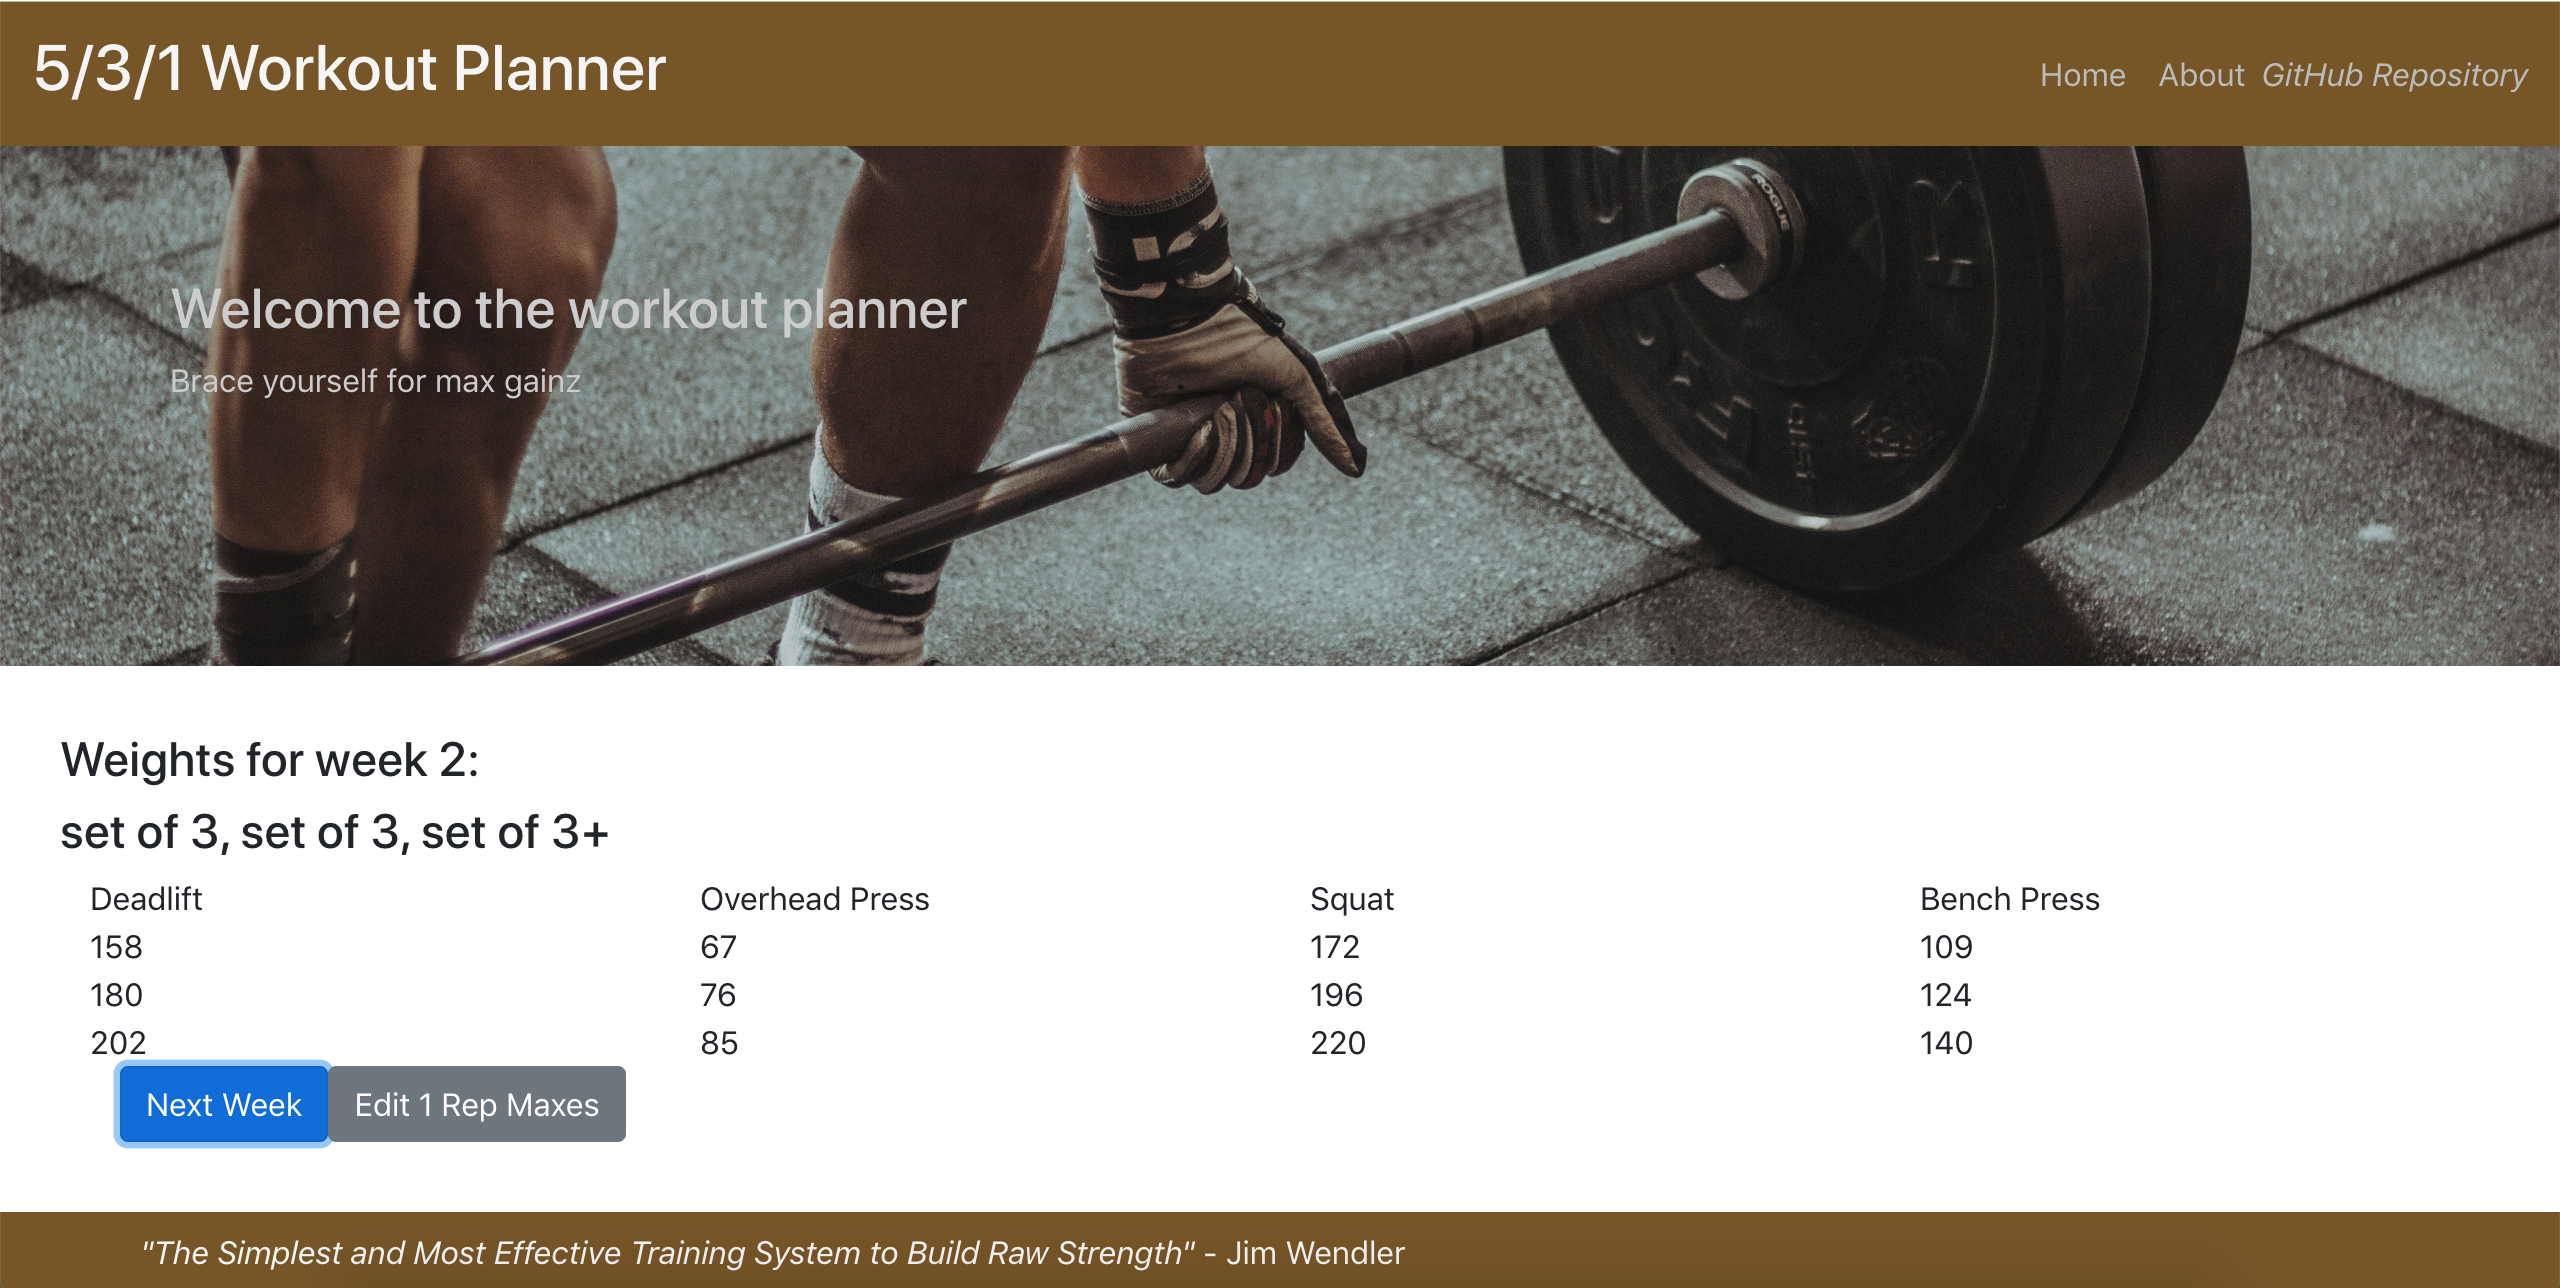 5/3/1 Workout Planner
Home About GitHub Repository
ROGUE
Welcome to the workout planner
Brace yourself for max gainz
Weights for week 2:
set of 3, set of 3, set of 3+
Deadlift Overhead Press Squat Bench Press
158 67 172 109
180 76 196 124
202 85 220 140
Next Week Edit 1 Rep Maxes
"The Simplest and Most Effective Training System to Build Raw Strength" - Jim Wendler